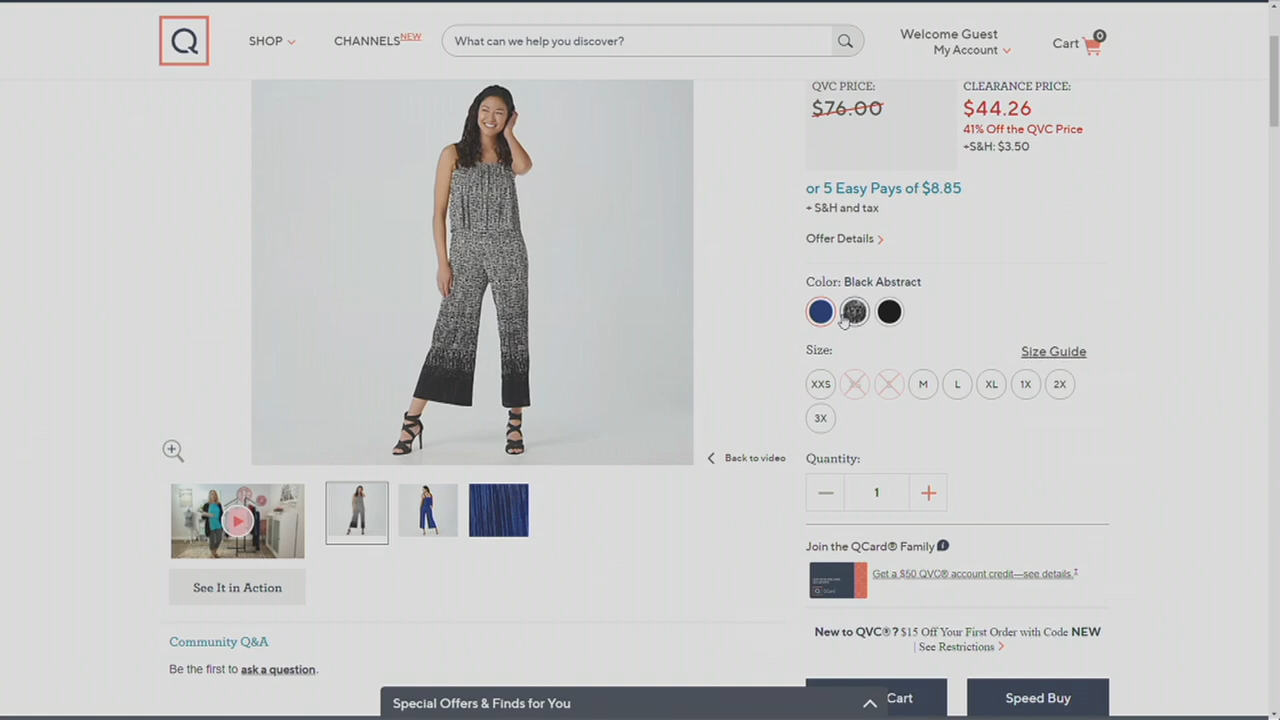 Q
SHOP
CHANNELS NEW
What can we help you discover?
Welcome Guest
My Account
Cart 0
QVC PRICE:
$76.00
CLEARANCE PRICE:
$44.26
41% Off the QVC Price
+S&H: $3.50
or 5 Easy Pays of $8.85
+ S&H and tax
Offer Details
Color: Black Abstract
Size:
Size Guide
XXS M L XL 1X 2X
3X
Back to video
Quantity:
1
See It in Action
Join the QCard® Family
Get a $50 QVC® account credit—see details.‡
Community Q&A
Be the first to ask a question.
New to QVC®? $15 Off Your First Order with Code NEW
| See Restrictions
Special Offers & Finds for You
Cart
Speed Buy